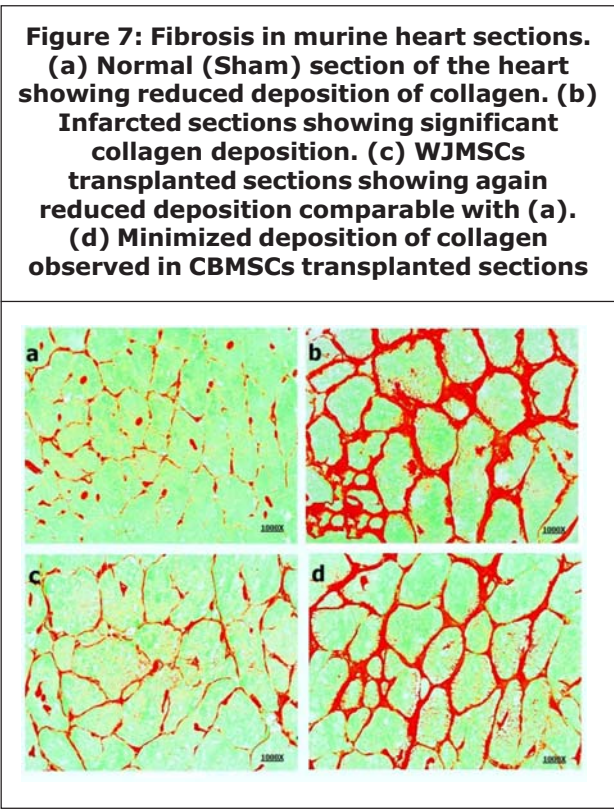 Figure 7: Fibrosis in murine heart sections.
(a) Normal (Sham) section of the heart
showing reduced deposition of collagen. (b)
Infarcted sections showing significant
collagen deposition. (c) WJMSCs
transplanted sections showing again
reduced deposition comparable with (a).
(d) Minimized deposition of collagen
observed in CBMSCs transplanted sections
a
b
1000X
1000X
c
d
1000X
1000X